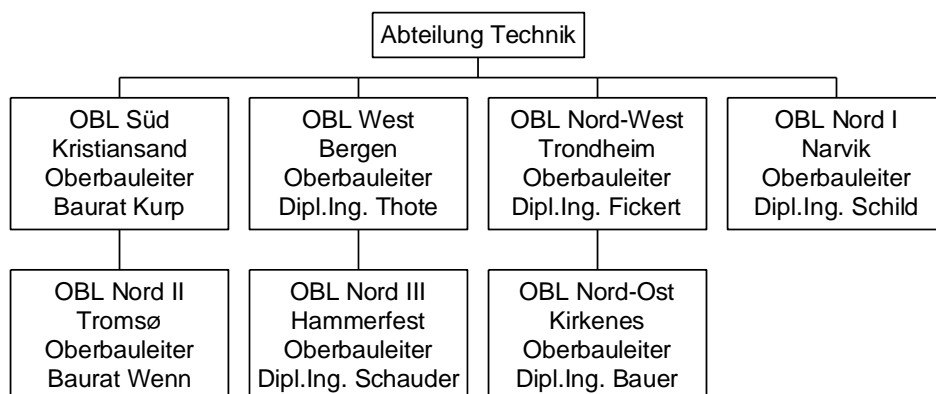 Abteilung Technik
OBL Süd
Kristiansand
Oberbauleiter
Baurat Kurp
OBL West
Bergen
Oberbauleiter
Dipl.Ing. Thote
OBL Nord-West
Trondheim
Oberbauleiter
Dipl.Ing. Fickert
OBL Nord I
Narvik
Oberbauleiter
Dipl.Ing. Schild
OBL Nord II
Tromsø
Oberbauleiter
Baurat Wenn
OBL Nord III
Hammerfest
Oberbauleiter
Dipl.Ing. Schauder
OBL Nord-Ost
Kirkenes
Oberbauleiter
Dipl.Ing. Bauer